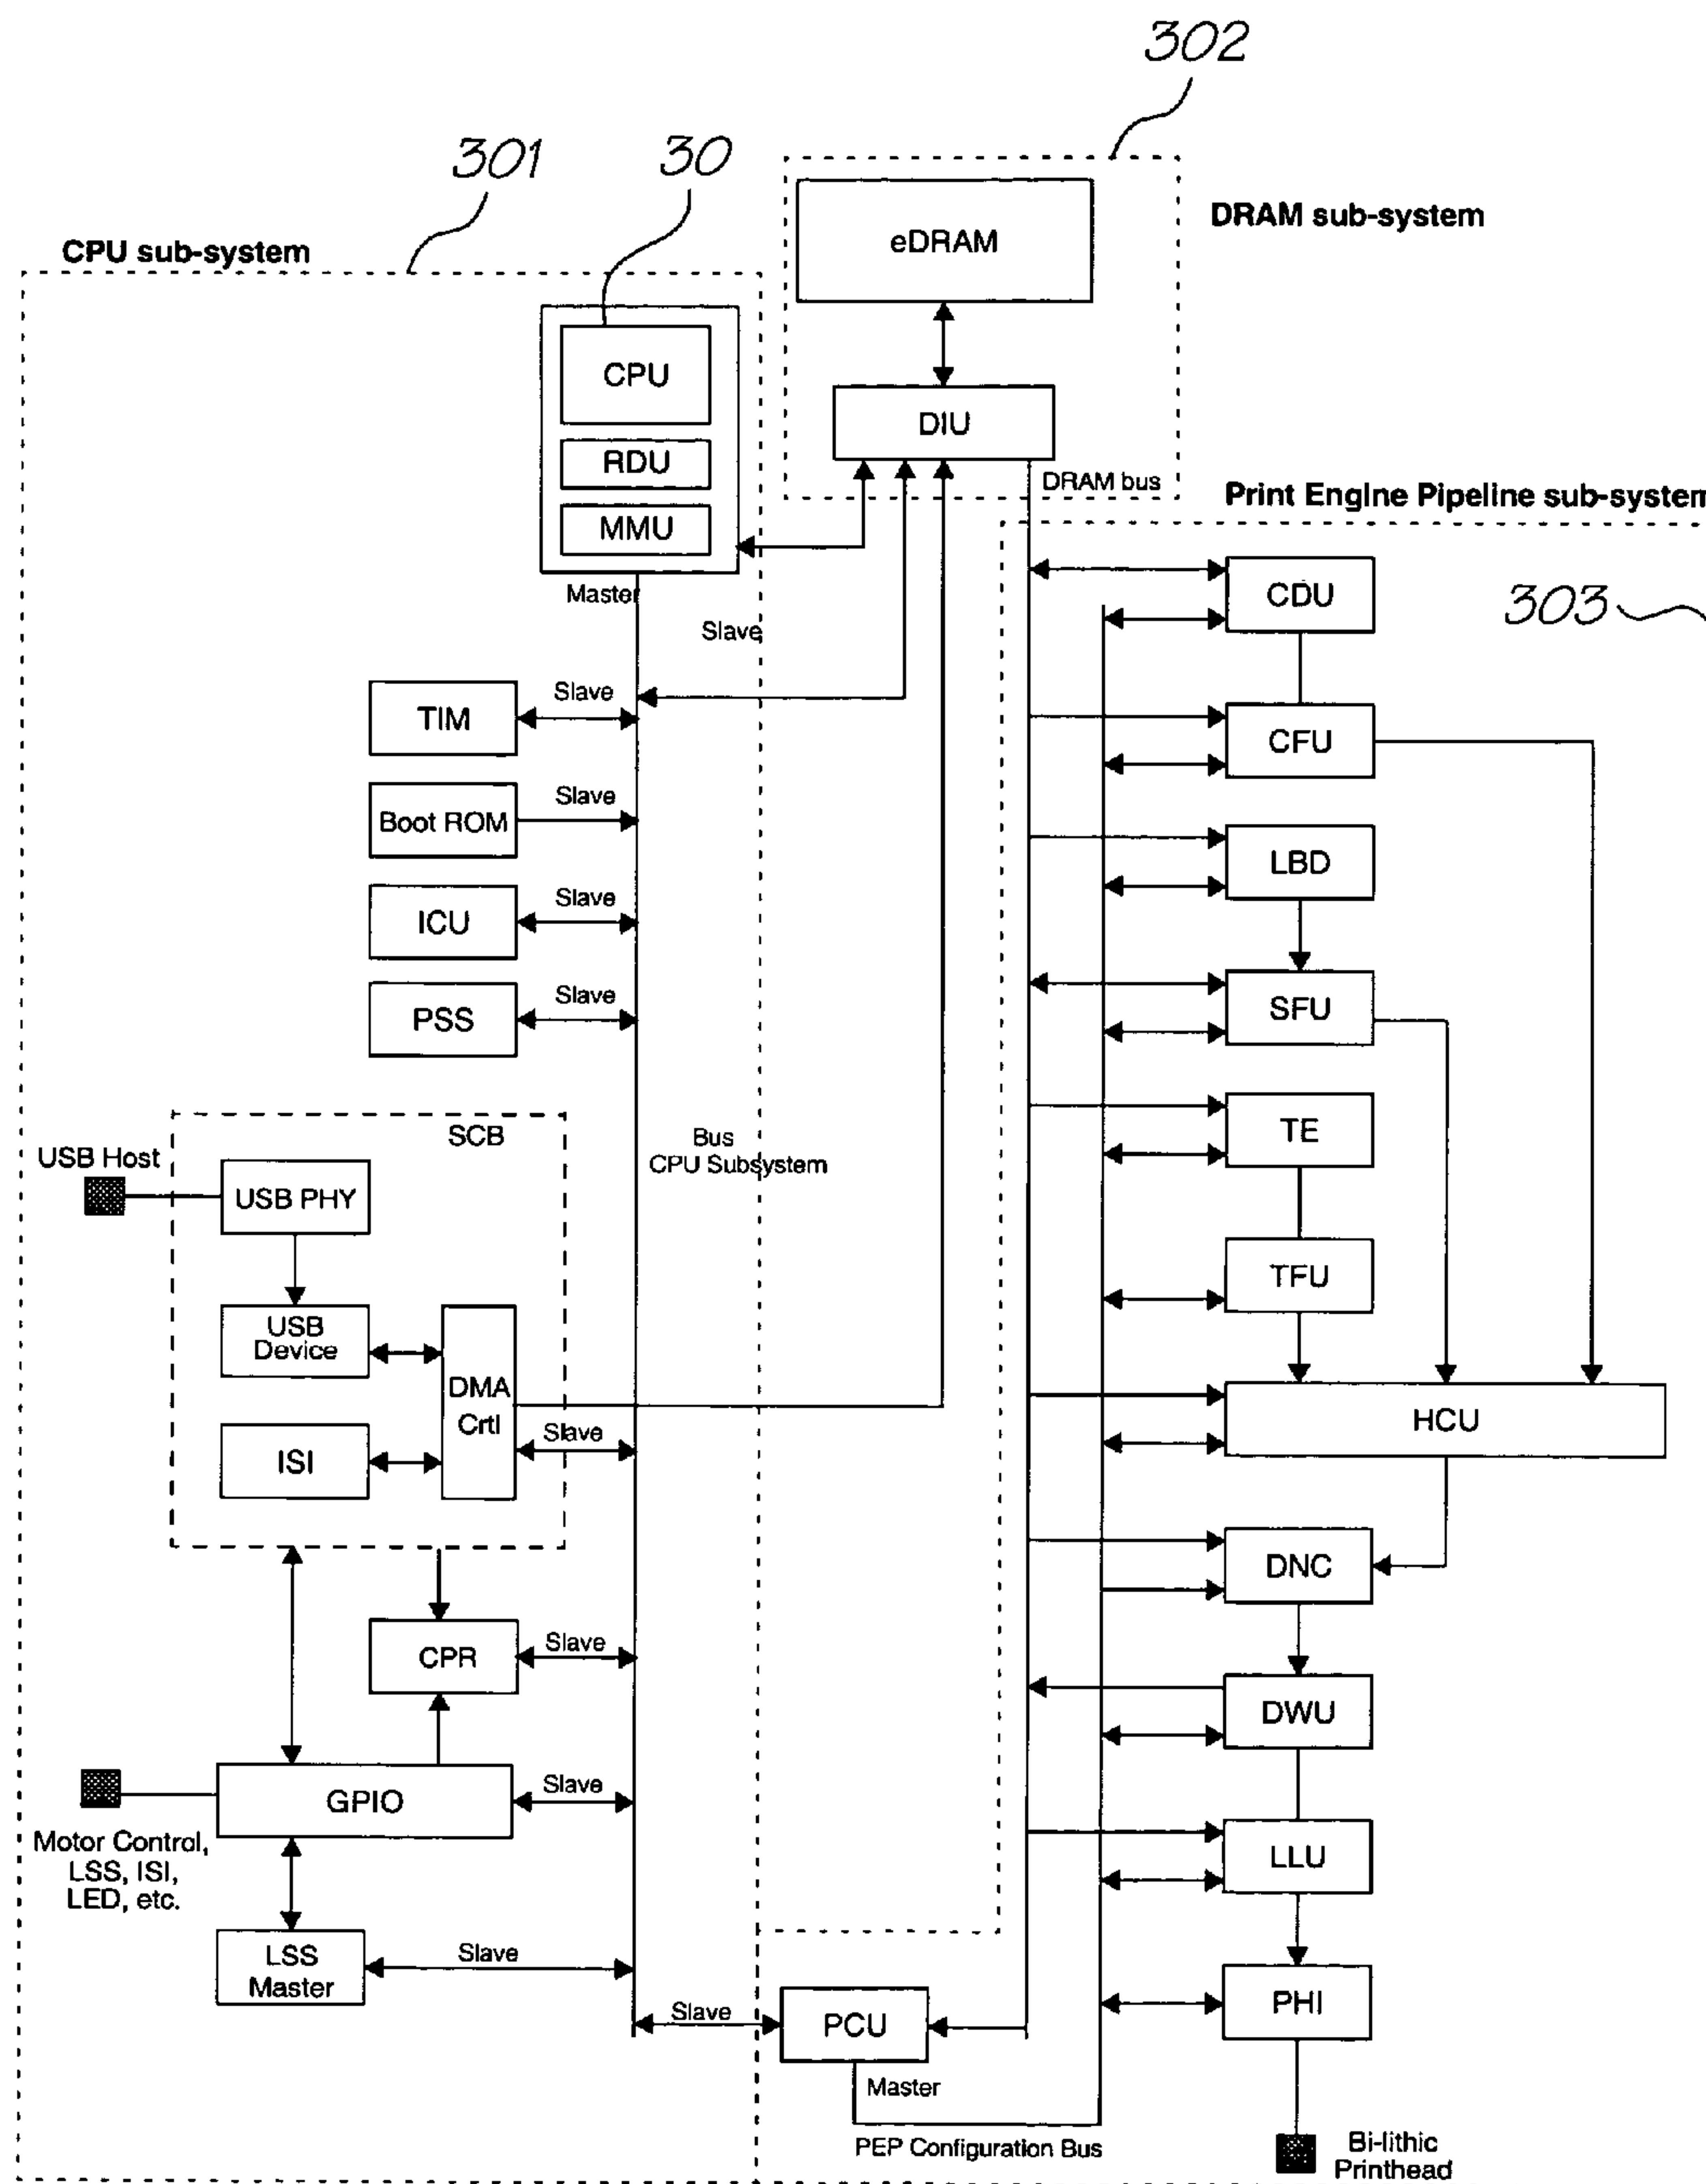 302
301
30
DRAM sub-system
CPU sub-system
eDRAM
CPU
DIU
RDU
DRAM bus
MMU
Print Engine Pipeline sub-system
CDU
303
Master
Slave
TIM
Slave
CFU
Boot ROM
Slave
LBD
ICU
Slave
PSS
Slave
SFU
SCB
TE
Bus
CPU Subsystem
USB Host
USB PHY
TFU
USB
Device
DMA
Crtl
Slave
HCU
ISI
DNC
CPR
Slave
DWU
GPIO
Slave
Motor Control,
LSS, ISI,
LED, etc.
LLU
LSS
Master
Slave
PHI
Slave
PCU
Master
PEP Configuration Bus
Bi-lithic
Printhead